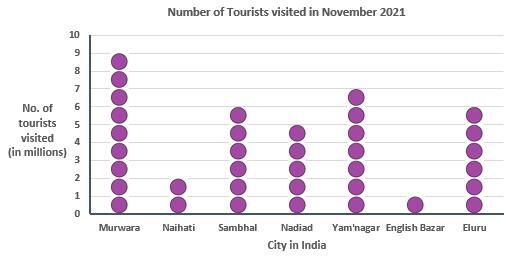 Number of Tourists visited in November 2021
10
9
8
7
6
5
4
3
2
1
0
No. of
tourists
visited
(in millions)
Murwara Naihati Sambhal Nadiad Yam'nagar English Bazar Eluru
City in India